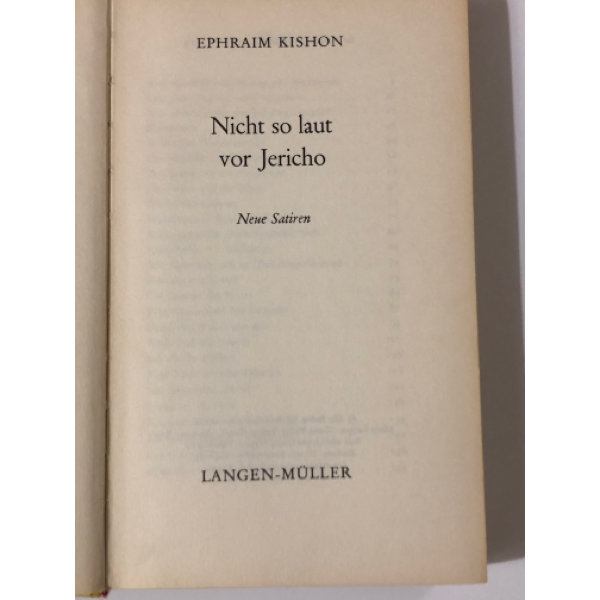 EPHRAIM KISHON
Nicht so laut
vor Jericho
Neue Satiren
LANGEN-MÜLLER